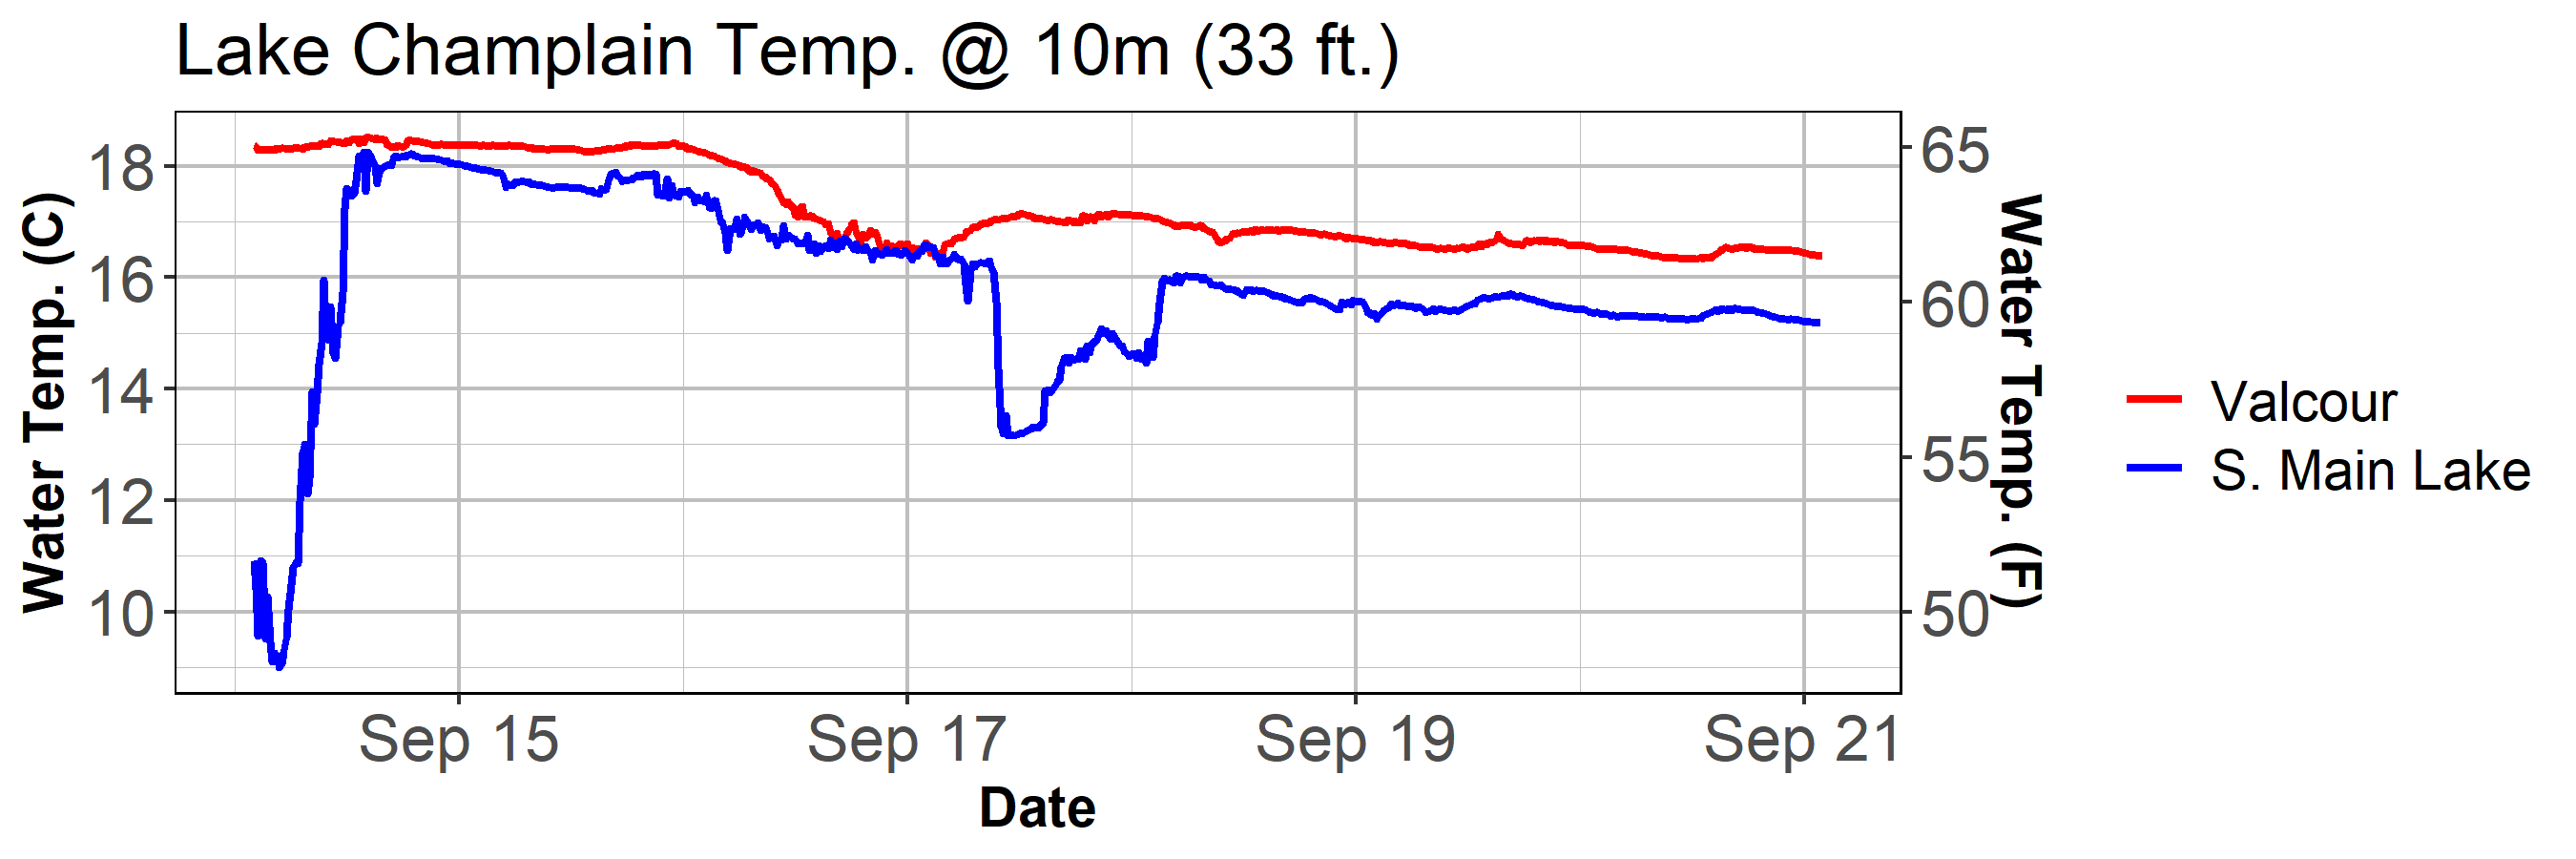 Lake Champlain Temp. @ 10m (33 ft.)
Water Temp. (C)
18
16
14
12
10
65
60
55
50
Water Temp. (F)
Sep 15
Sep 17
Sep 19
Sep 21
Date
Valcour
S. Main Lake